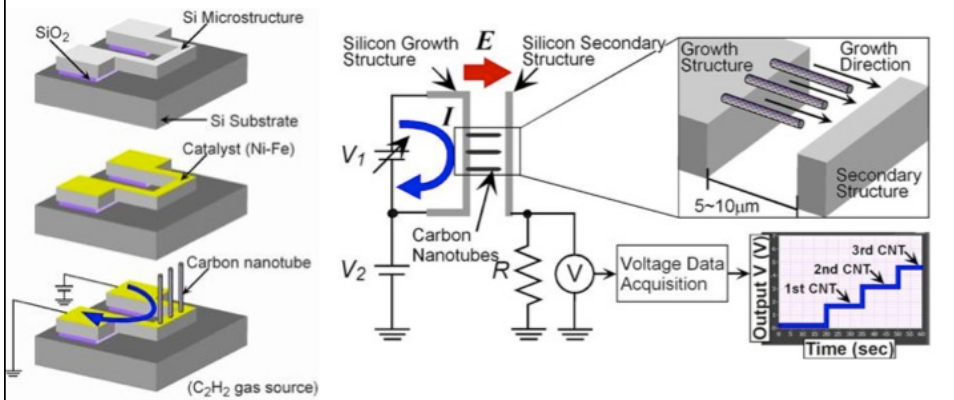 Si Microstructure
SiO2
Si Substrate
Catalyst (Ni-Fe)
Carbon nanotube
(C2H2 gas source)
Silicon Growth
Structure
E
Silicon Secondary
Structure
I
V1
V2
Carbon
Nanotubes
R
V
Voltage Data
Acquisition
Growth
Structure
Growth
Direction
Secondary
Structure
5~10μm
Output V (V)
1st CNT
2nd CNT
3rd CNT
Time (sec)